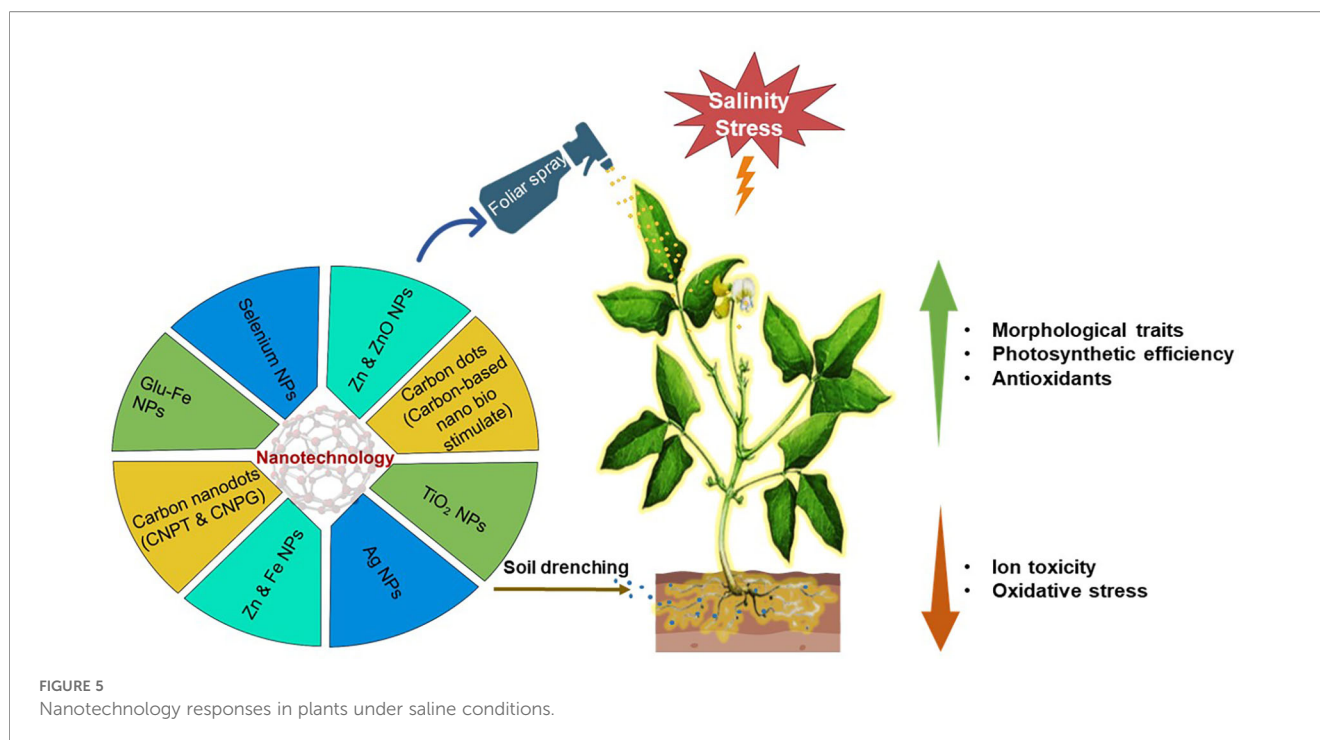 Salinity
Stress
Foliar spray
Selenium NPs
Zn & ZnO NPs
Glu-Fe
NPs
Carbon dots
(Carbon-based
nano bio
stimulate)
Nanotechnology
Carbon nanodots
(CNPT & CNPG)
TiO₂ NPs
Zn & Fe NPs
Ag NPs
Soil drenching
• Morphological traits
• Photosynthetic efficiency
• Antioxidants
• Ion toxicity
• Oxidative stress
FIGURE 5
Nanotechnology responses in plants under saline conditions.